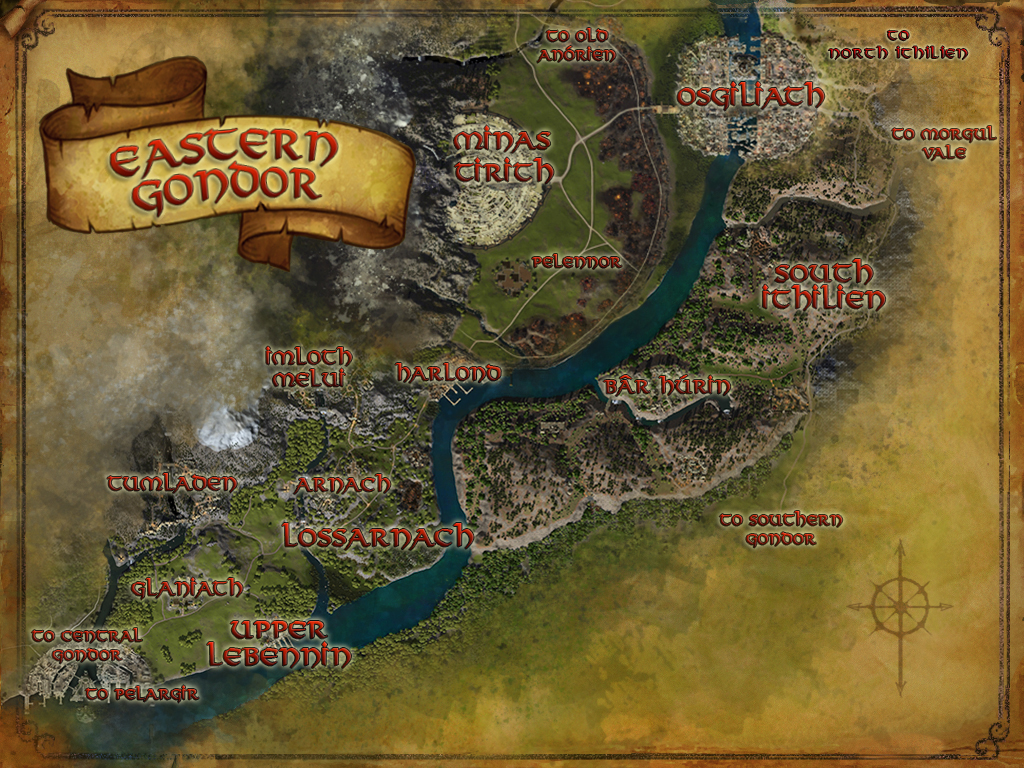 EASTERN
GONDOR
TO OLD
ANÓRIEN
TO
NORTH ITHILIEN
OSGILIATH
MINAS
TIRITH
TO MORGUL
VALE
PELENNOR
SOUTH
ITHILIEN
IMLOTH
MELUI
HARLOND
BÂR HÚRIN
TUMLADEN
ARNACH
LOSSARNACH
TO SOUTHERN
GONDOR
GLANIATH
UPPER
LEBENNIN
TO CENTRAL
GONDOR
TO PELARGIR